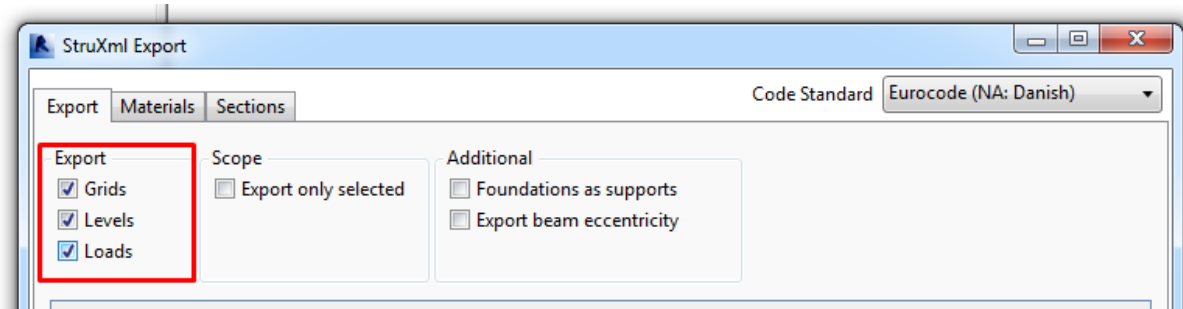 StruXml Export
Code Standard Eurocode (NA: Danish)
Export Materials Sections
Export Scope Additional
Grids Export only selected Foundations as supports
Levels Export beam eccentricity
Loads